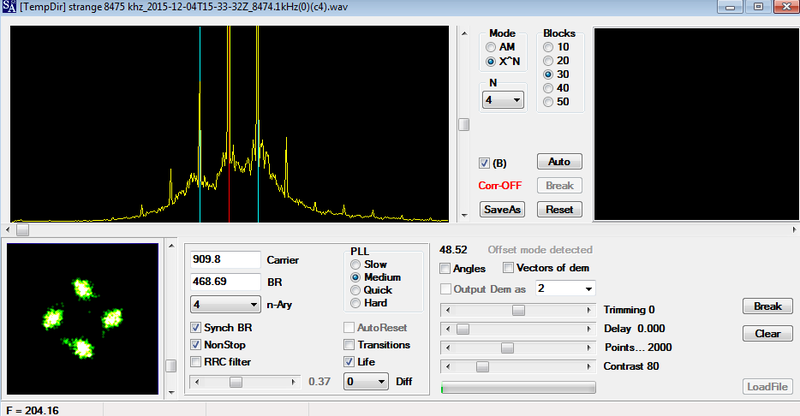 SA [TempDir] strange 8475 khz_2015-12-04T15-33-32Z_8474.1kHz(0)(c4).wav
Mode
AM
X^N
N
4
Blocks
10
20
30
40
50
(B)
Auto
Corr-OFF
Break
SaveAs
Reset
909.8 Carrier
468.69 BR
4 n-Ary
Synch BR
NonStop
RRC filter
0.37
PLL
Slow
Medium
Quick
Hard
AutoReset
Transitions
Life
0 Diff
48.52 Offset mode detected
Angles Vectors of dem
Output Dem as 2
Trimming 0
Delay 0.000
Points... 2000
Contrast 80
Break
Clear
LoadFile
F = 204.16